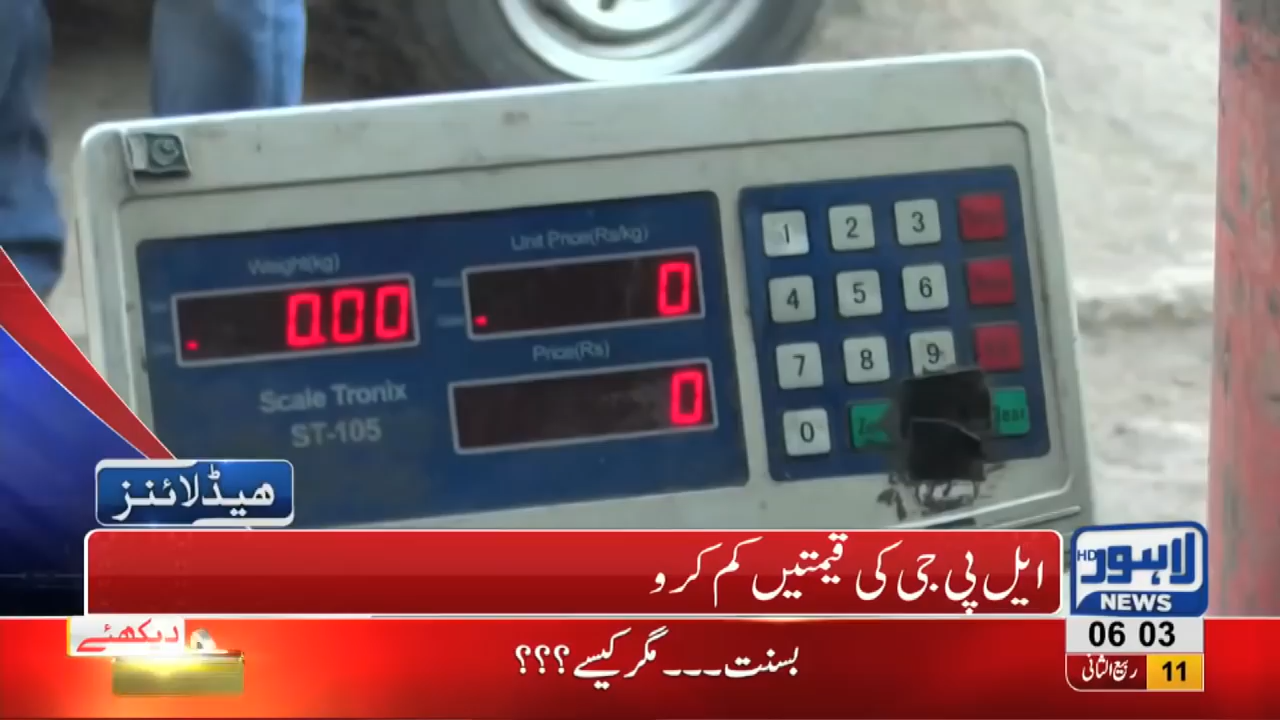 Weight(kg)
0.00
Unit Price(Rs/kg)
0
Price(Rs)
0
Scale Tronix
ST-105
1 2 3
4 5 6
7 8 9
0
ہیڈلائنز
ایل پی جی کی قیمتیں کم کرو
لاہور HD
NEWS
06 03
ربیع الثانی 11
دیکھئے
بسنت۔۔۔ مگر کیسے؟؟؟